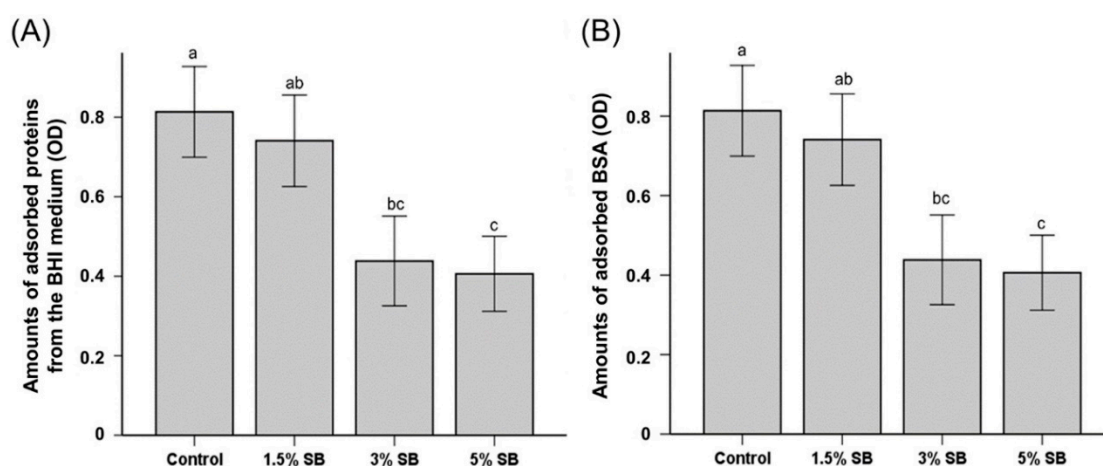 (A)
Amounts of adsorbed proteins
from the BHI medium (OD)
0.8
0.6
0.4
0.2
0
a
ab
bc
c
Control 1.5% SB 3% SB 5% SB
(B)
Amounts of adsorbed BSA (OD)
0.8
0.6
0.4
0.2
0
a
ab
bc
c
Control 1.5% SB 3% SB 5% SB